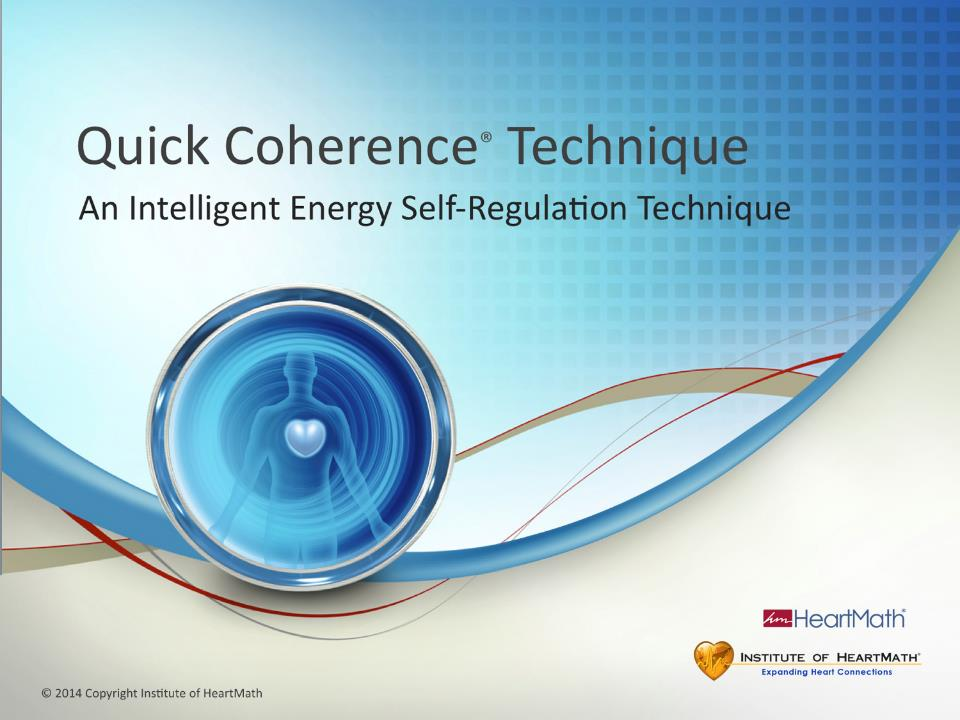 Quick Coherence® Technique
An Intelligent Energy Self-Regulation Technique
hm HeartMath®
INSTITUTE OF HEARTMATH®
Expanding Heart Connections
© 2014 Copyright Institute of HeartMath